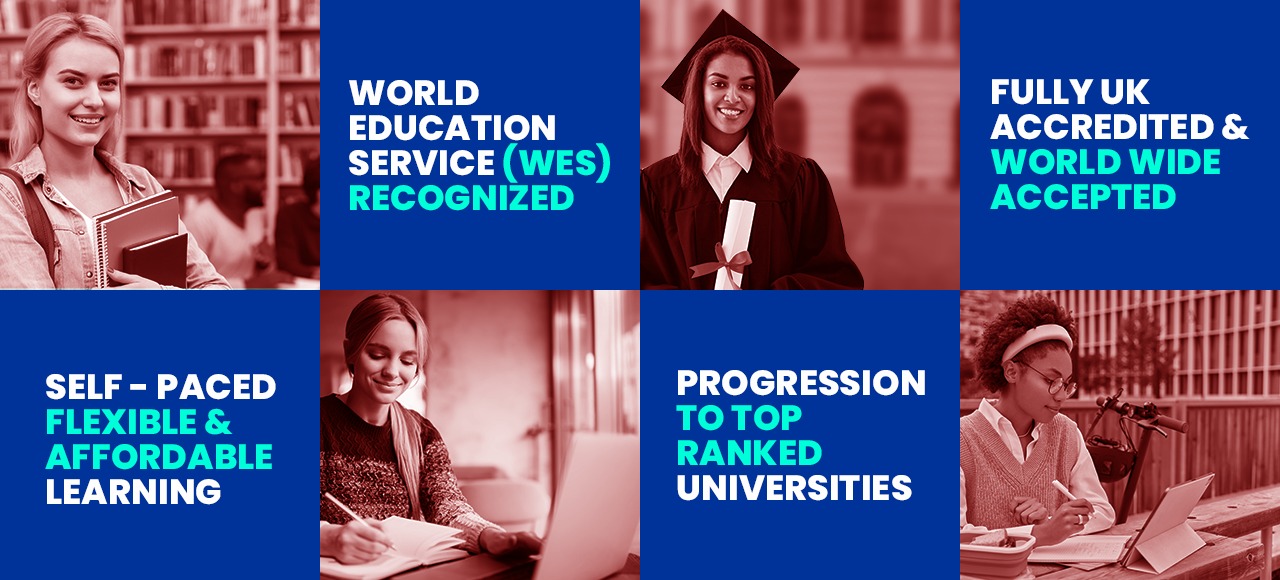 WORLD
EDUCATION
SERVICE (WES)
RECOGNIZED
FULLY UK
ACCREDITED &
WORLD WIDE
ACCEPTED
SELF - PACED
FLEXIBLE &
AFFORDABLE
LEARNING
PROGRESSION
TO TOP
RANKED
UNIVERSITIES